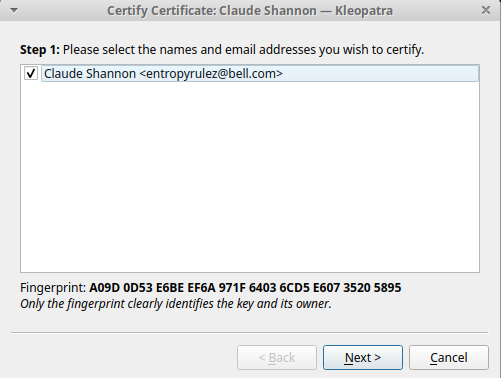 Certify Certificate: Claude Shannon — Kleopatra
Step 1: Please select the names and email addresses you wish to certify.
Claude Shannon <entropyrulez@bell.com>
Fingerprint: A09D 0D53 E6BE EF6A 971F 6403 6CD5 E607 3520 5895
Only the fingerprint clearly identifies the key and its owner.
< Back Next > Cancel